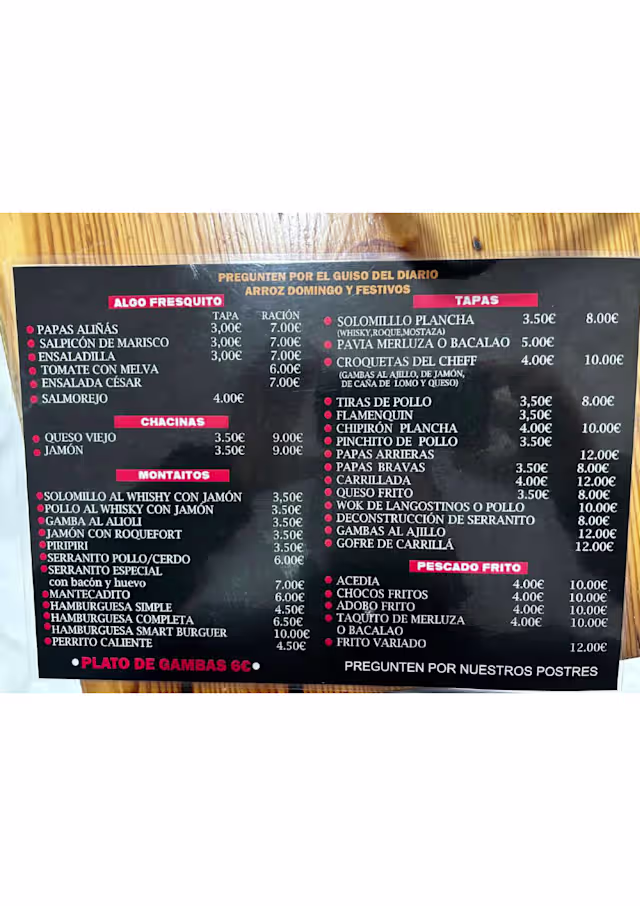 PREGUNTEN POR EL GUISO DEL DIARIO
ARROZ DOMINGO Y FESTIVOS
ALGO FRESQUITO
TAPA RACIÓN
PAPAS ALIÑÁS 3,00€ 7.00€
SALPICÓN DE MARISCO 3,00€ 7.00€
ENSALADILLA 3,00€ 7.00€
TOMATE CON MELVA 6.00€
ENSALADA CÉSAR 7.00€
SALMOREJO 4.00€
CHACINAS
QUESO VIEJO 3.50€ 9.00€
JAMÓN 3.50€ 9.00€
MONTAITOS
SOLOMILLO AL WHISHY CON JAMÓN 3,50€
POLLO AL WHISKY CON JAMÓN 3.50€
GAMBA AL ALIOLI 3.50€
JAMÓN CON ROQUEFORT 3.50€
PIRIPIRI 3.50€
SERRANITO POLLO/CERDO 6.00€
SERRANITO ESPECIAL
con bacón y huevo 7.00€
MANTECADITO 6.00€
HAMBURGUESA SIMPLE 4.50€
HAMBURGUESA COMPLETA 6.50€
HAMBURGUESA SMART BURGUER 10.00€
PERRITO CALIENTE 4.50€
•PLATO DE GAMBAS 6€•
TAPAS
SOLOMILLLO PLANCHA 3.50€ 8.00€
(WHISKY,ROQUE,MOSTAZA)
PAVIA MERLUZA O BACALAO 5.00€
CROQUETAS DEL CHEFF 4.00€ 10.00€
(GAMBAS AL AJILLO, DE JAMÓN,
DE CAÑA DE LOMO Y QUESO)
TIRAS DE POLLO 3,50€ 8.00€
FLAMENQUIN 3,50€
CHIPIRÓN PLANCHA 4.00€ 10.00€
PINCHITO DE POLLO 3.50€
PAPAS ARRIERAS 12.00€
PAPAS BRAVAS 3.50€ 8.00€
CARRILLADA 4.00€ 12.00€
QUESO FRITO 3.50€ 8.00€
WOK DE LANGOSTINOS O POLLO 10.00€
DECONSTRUCCIÓN DE SERRANITO 8.00€
GAMBAS AL AJILLO 12.00€
GOFRE DE CARRILLÁ 12.00€
PESCADO FRITO
ACEDIA 4.00€ 10.00€
CHOCOS FRITOS 4.00€ 10.00€
ADOBO FRITO 4.00€ 10.00€
TAQUITO DE MERLUZA 4.00€ 10.00€
O BACALAO
FRITO VARIADO 12.00€
PREGUNTEN POR NUESTROS POSTRES